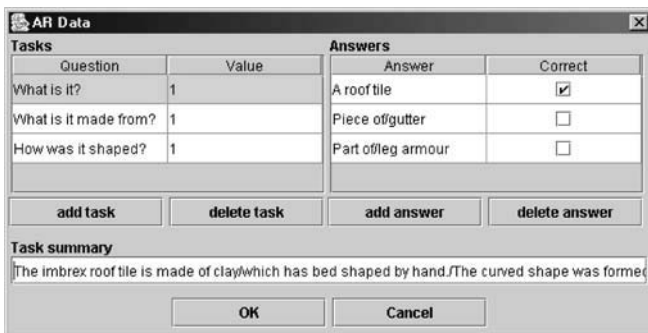 AR Data
Tasks Answers
Question Value Answer Correct
What is it? 1 A roof tile
What is it made from? 1 Piece of/gutter
How was it shaped? 1 Part of/leg armour
add task delete task add answer delete answer
Task summary
The imbrex roof tile is made of clay/which has bed shaped by hand./The curved shape was formed
OK Cancel